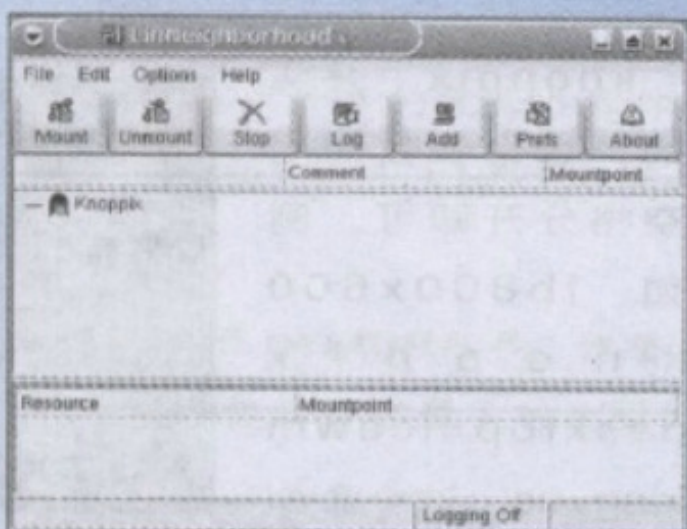 LinNeighborhood
File Edit Options Help
Mount Unmount Stop Log Add Prefs About
Comment Mountpoint
Knoppix
Resource Mountpoint
Logging Off